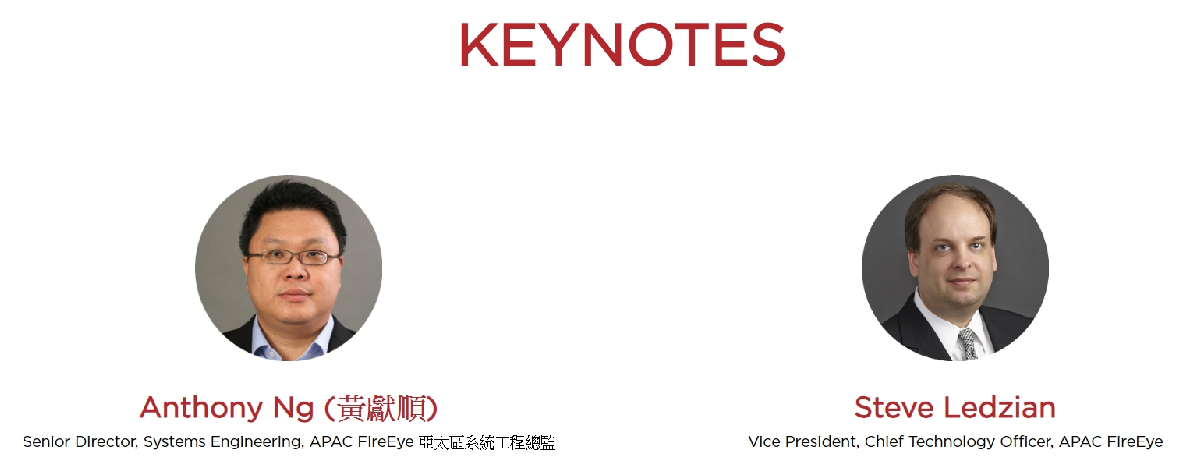 KEYNOTES
Anthony Ng (黃獻順)
Senior Director, Systems Engineering, APAC FireEye 亞太區系統工程總監
Steve Ledzian
Vice President, Chief Technology Officer, APAC FireEye